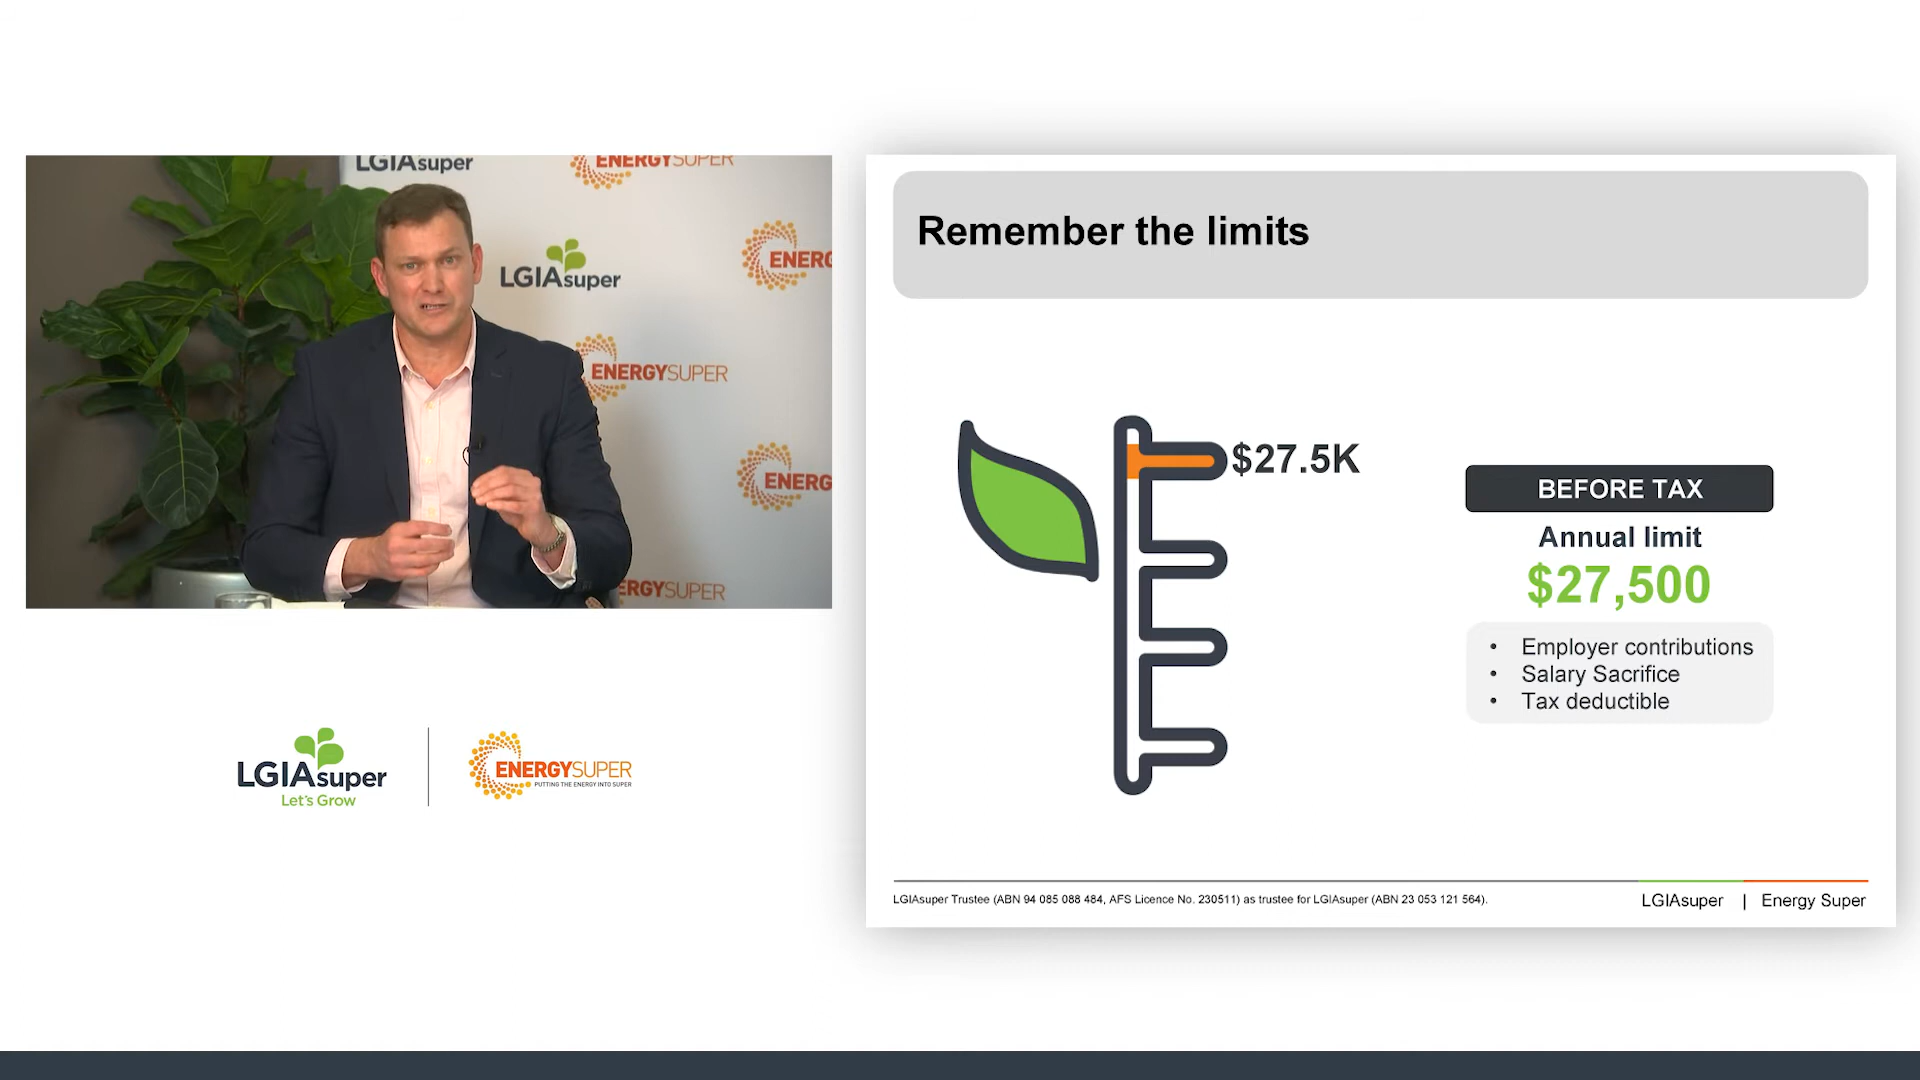 LGIAsuper
ENERGYSUPER
LGIAsuper
ENERG
ENERGYSUPER
ENERG
ERGYSUPER
LGIAsuper
Let's Grow
ENERGYSUPER
PUTTING THE ENERGY INTO SUPER
Remember the limits
$27.5K
BEFORE TAX
Annual limit
$27,500
• Employer contributions
• Salary Sacrifice
• Tax deductible
LGIAsuper Trustee (ABN 94 085 088 484, AFS Licence No. 230511) as trustee for LGIAsuper (ABN 23 053 121 564).
LGIAsuper | Energy Super